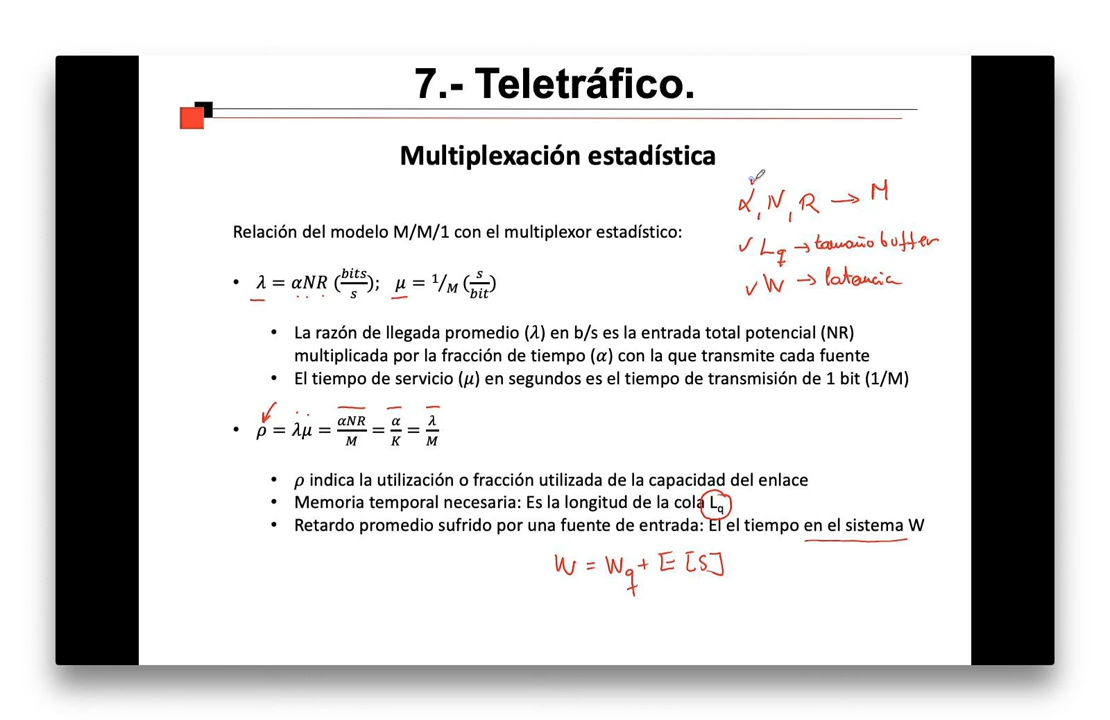 7.- Teletráfico.
Multiplexación estadística
α, N, R → M
Relación del modelo M/M/1 con el multiplexor estadístico:
✓ Lq → tamaño buffer
• λ = αNR (bits/s); μ = 1/M (s/bit)
✓ W → latencia
• La razón de llegada promedio (λ) en b/s es la entrada total potencial (NR)
multiplicada por la fracción de tiempo (α) con la que transmite cada fuente
• El tiempo de servicio (μ) en segundos es el tiempo de transmisión de 1 bit (1/M)
• ρ = λμ = αNR/M = α/K = λ/M
• ρ indica la utilización o fracción utilizada de la capacidad del enlace
• Memoria temporal necesaria: Es la longitud de la cola Lq
• Retardo promedio sufrido por una fuente de entrada: El el tiempo en el sistema W
W = Wq + E [S]